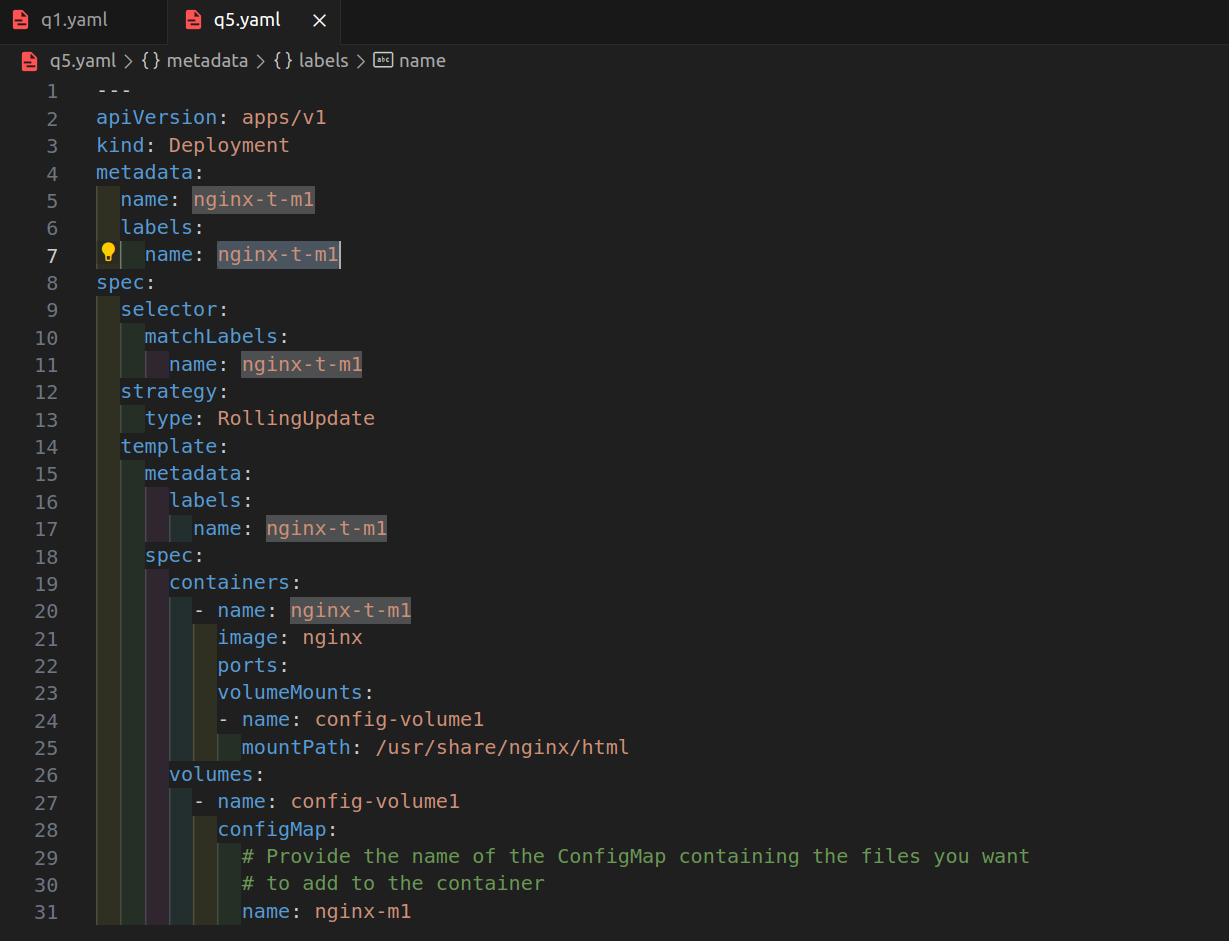 q1.yaml q5.yaml
q5.yaml > {} metadata > {} labels > abc name
1 ---
2 apiVersion: apps/v1
3 kind: Deployment
4 metadata:
5   name: nginx-t-m1
6   labels:
7     name: nginx-t-m1
8 spec:
9   selector:
10     matchLabels:
11       name: nginx-t-m1
12   strategy:
13     type: RollingUpdate
14   template:
15     metadata:
16       labels:
17         name: nginx-t-m1
18     spec:
19       containers:
20         - name: nginx-t-m1
21           image: nginx
22           ports:
23           volumeMounts:
24           - name: config-volume1
25             mountPath: /usr/share/nginx/html
26       volumes:
27         - name: config-volume1
28           configMap:
29             # Provide the name of the ConfigMap containing the files you want
30             # to add to the container
31             name: nginx-m1